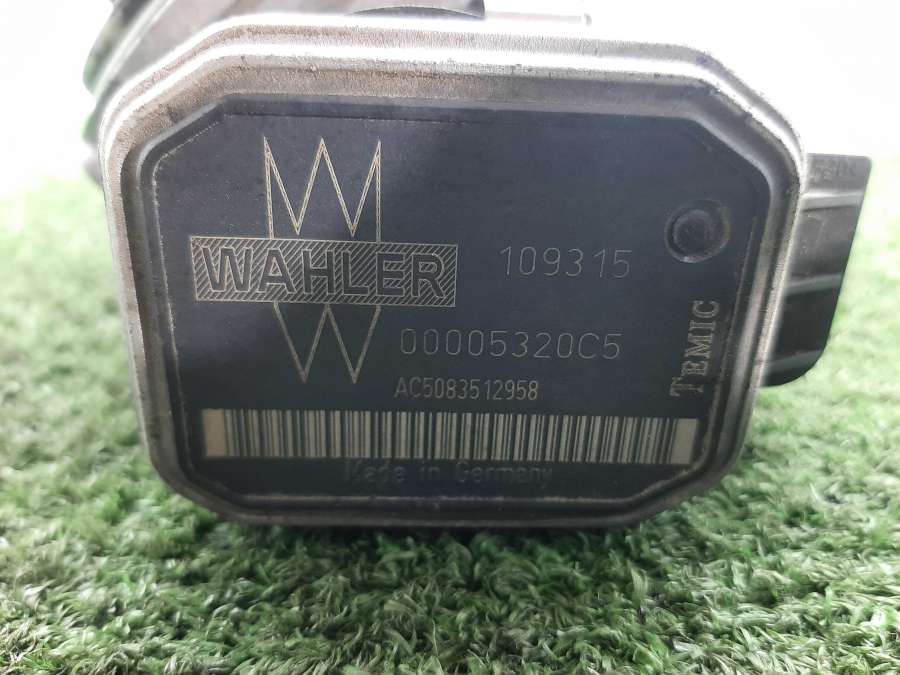 WAHLER
109315
00005320C5
TEMIC
AC5083512958
Made in Germany